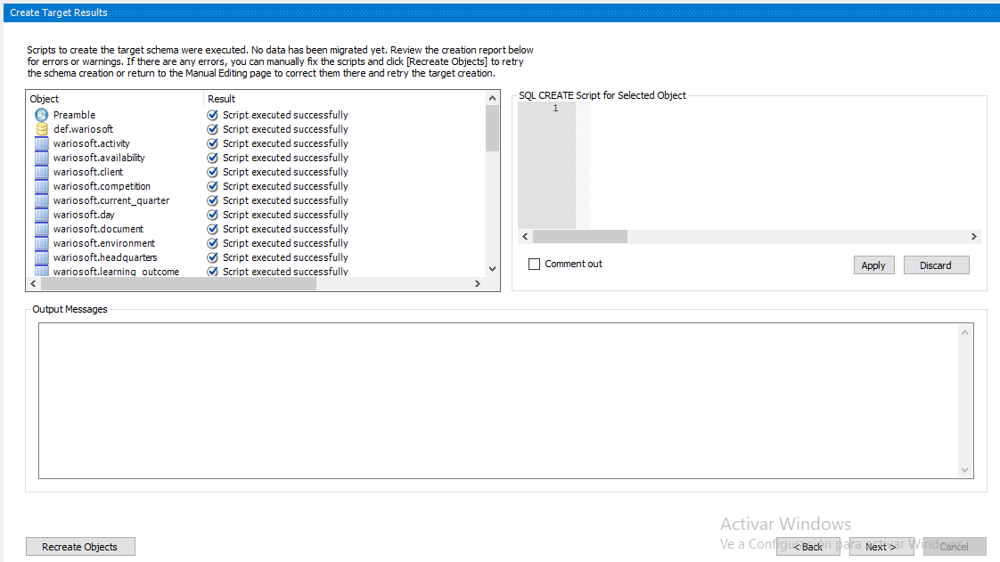 Create Target Results
Scripts to create the target schema were executed. No data has been migrated yet. Review the creation report below
for errors or warnings. If there are any errors, you can manually fix the scripts and click [Recreate Objects] to retry
the schema creation or return to the Manual Editing page to correct them there and retry the target creation.
Object Result
Preamble Script executed successfully
def.wariosoft Script executed successfully
wariosoft.activity Script executed successfully
wariosoft.availability Script executed successfully
wariosoft.client Script executed successfully
wariosoft.competition Script executed successfully
wariosoft.current_quarter Script executed successfully
wariosoft.day Script executed successfully
wariosoft.document Script executed successfully
wariosoft.environment Script executed successfully
wariosoft.headquarters Script executed successfully
wariosoft.learning_outcome Script executed successfully
SQL CREATE Script for Selected Object
1
Comment out
Apply
Discard
Output Messages
Activar Windows
Ve a Configuración para activar Windows.
Recreate Objects
< Back
Next >
Cancel